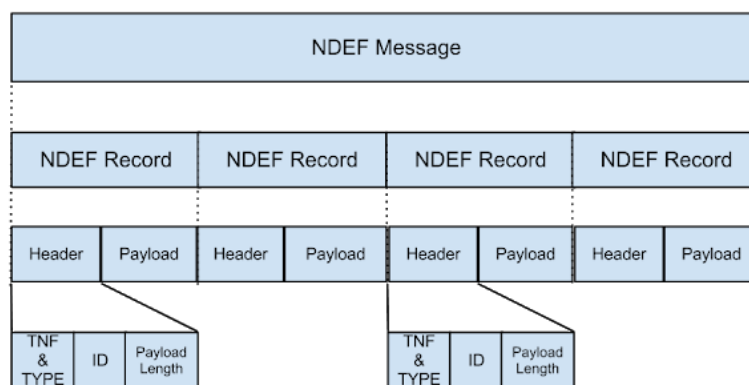 NDEF Message
NDEF Record NDEF Record NDEF Record NDEF Record
Header Payload Header Payload Header Payload Header Payload
TNF & TYPE ID Payload Length TNF & TYPE ID Payload Length